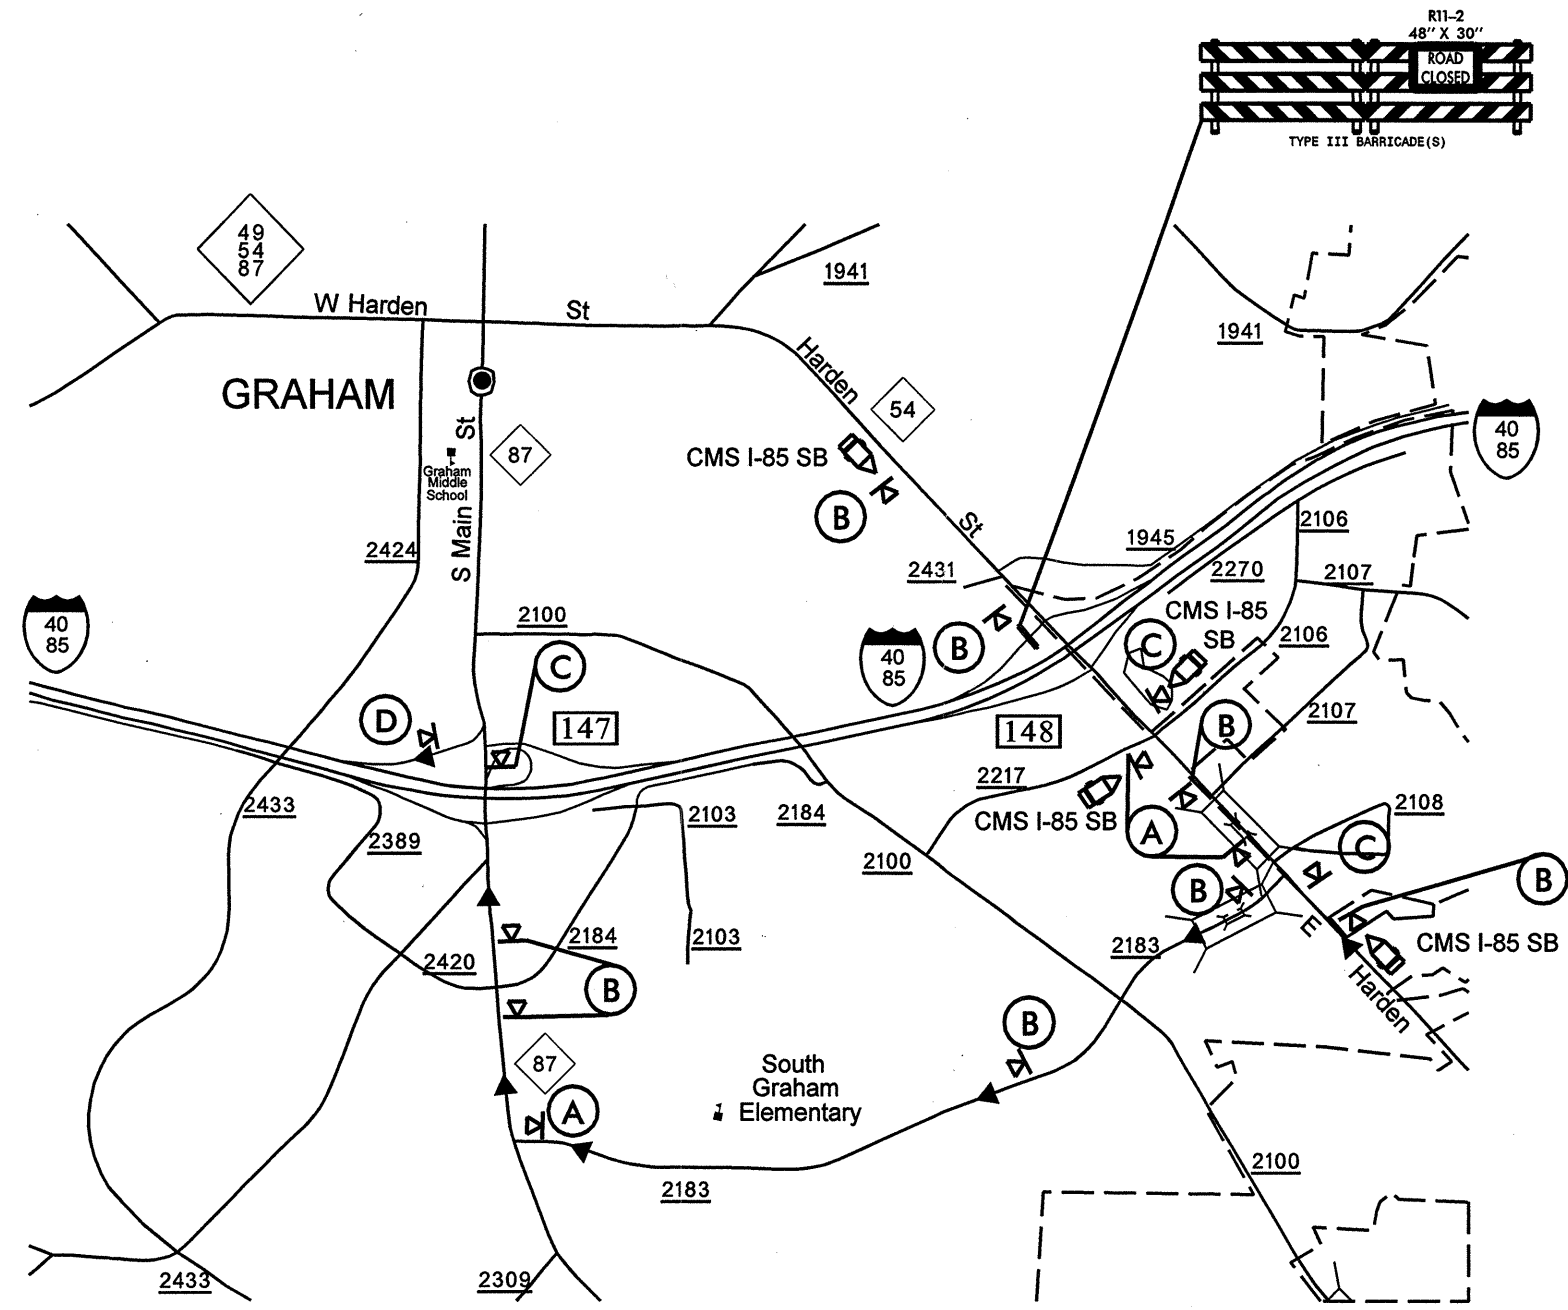 R11-2
48" X 30"
ROAD
CLOSED
TYPE III BARRICADE(S)
49
54
87
1941
W Harden
St
1941
Harden
GRAHAM
54
40
85
St
87
CMS I-85 SB
Graham
Middle
School
B
S Main
St
2106
1945
2424
2431
2270
2107
40
85
CMS I-85
SB
2100
C
2106
B
40
85
C
D
147
148
B
2107
2217
2433
2103
2184
CMS I-85 SB
2108
2389
A
C
2100
B
B
2184
2103
E
2183
CMS I-85 SB
2420
B
Harden
B
87
South
Graham
Elementary
A
2100
2183
2433
2309